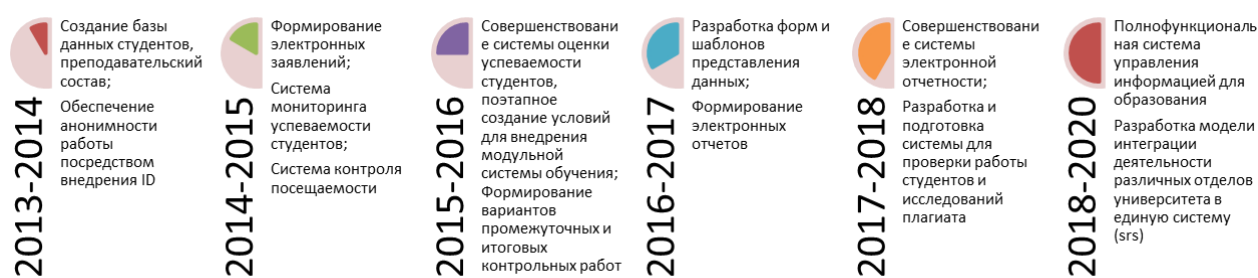 2013-2014
Создание базы
данных студентов,
преподавательский
состав;
Обеспечение
анонимности
работы
посредством
внедрения ID
2014-2015
Формирование
электронных
заявлений;
Система
мониторинга
успеваемости
студентов;
Система контроля
посещаемости
2015-2016
Совершенствовани
е системы оценки
успеваемости
студентов,
поэтапное
создание условий
для внедрения
модульной
системы обучения;
Формирование
вариантов
промежуточных и
итоговых
контрольных работ
2016-2017
Разработка форм и
шаблонов
представления
данных;
Формирование
электронных
отчетов
2017-2018
Совершенствовани
е системы
электронной
отчетности;
Разработка и
подготовка
системы для
проверки работы
студентов и
исследований
плагиата
2018-2020
Полнофункциональ
ная система
управления
информацией для
образования
Разработка модели
интеграции
деятельности
различных отделов
университета в
единую систему
(srs)